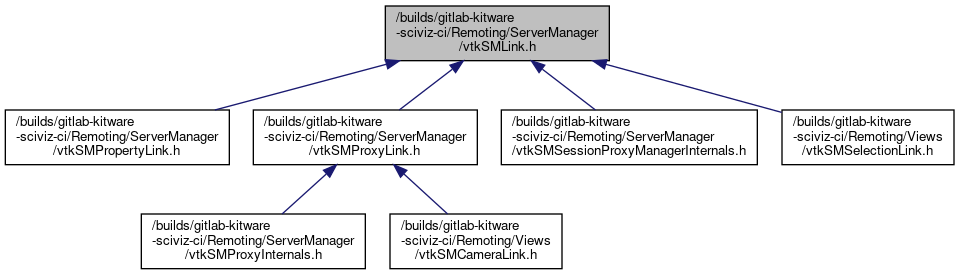 /builds/gitlab-kitware
-sciviz-ci/Remoting/ServerManager
/vtkSMLink.h
/builds/gitlab-kitware
-sciviz-ci/Remoting/ServerManager
/vtkSMPropertyLink.h
/builds/gitlab-kitware
-sciviz-ci/Remoting/ServerManager
/vtkSMProxyLink.h
/builds/gitlab-kitware
-sciviz-ci/Remoting/ServerManager
/vtkSMSessionProxyManagerInternals.h
/builds/gitlab-kitware
-sciviz-ci/Remoting/Views
/vtkSMSelectionLink.h
/builds/gitlab-kitware
-sciviz-ci/Remoting/ServerManager
/vtkSMProxyInternals.h
/builds/gitlab-kitware
-sciviz-ci/Remoting/Views
/vtkSMCameraLink.h